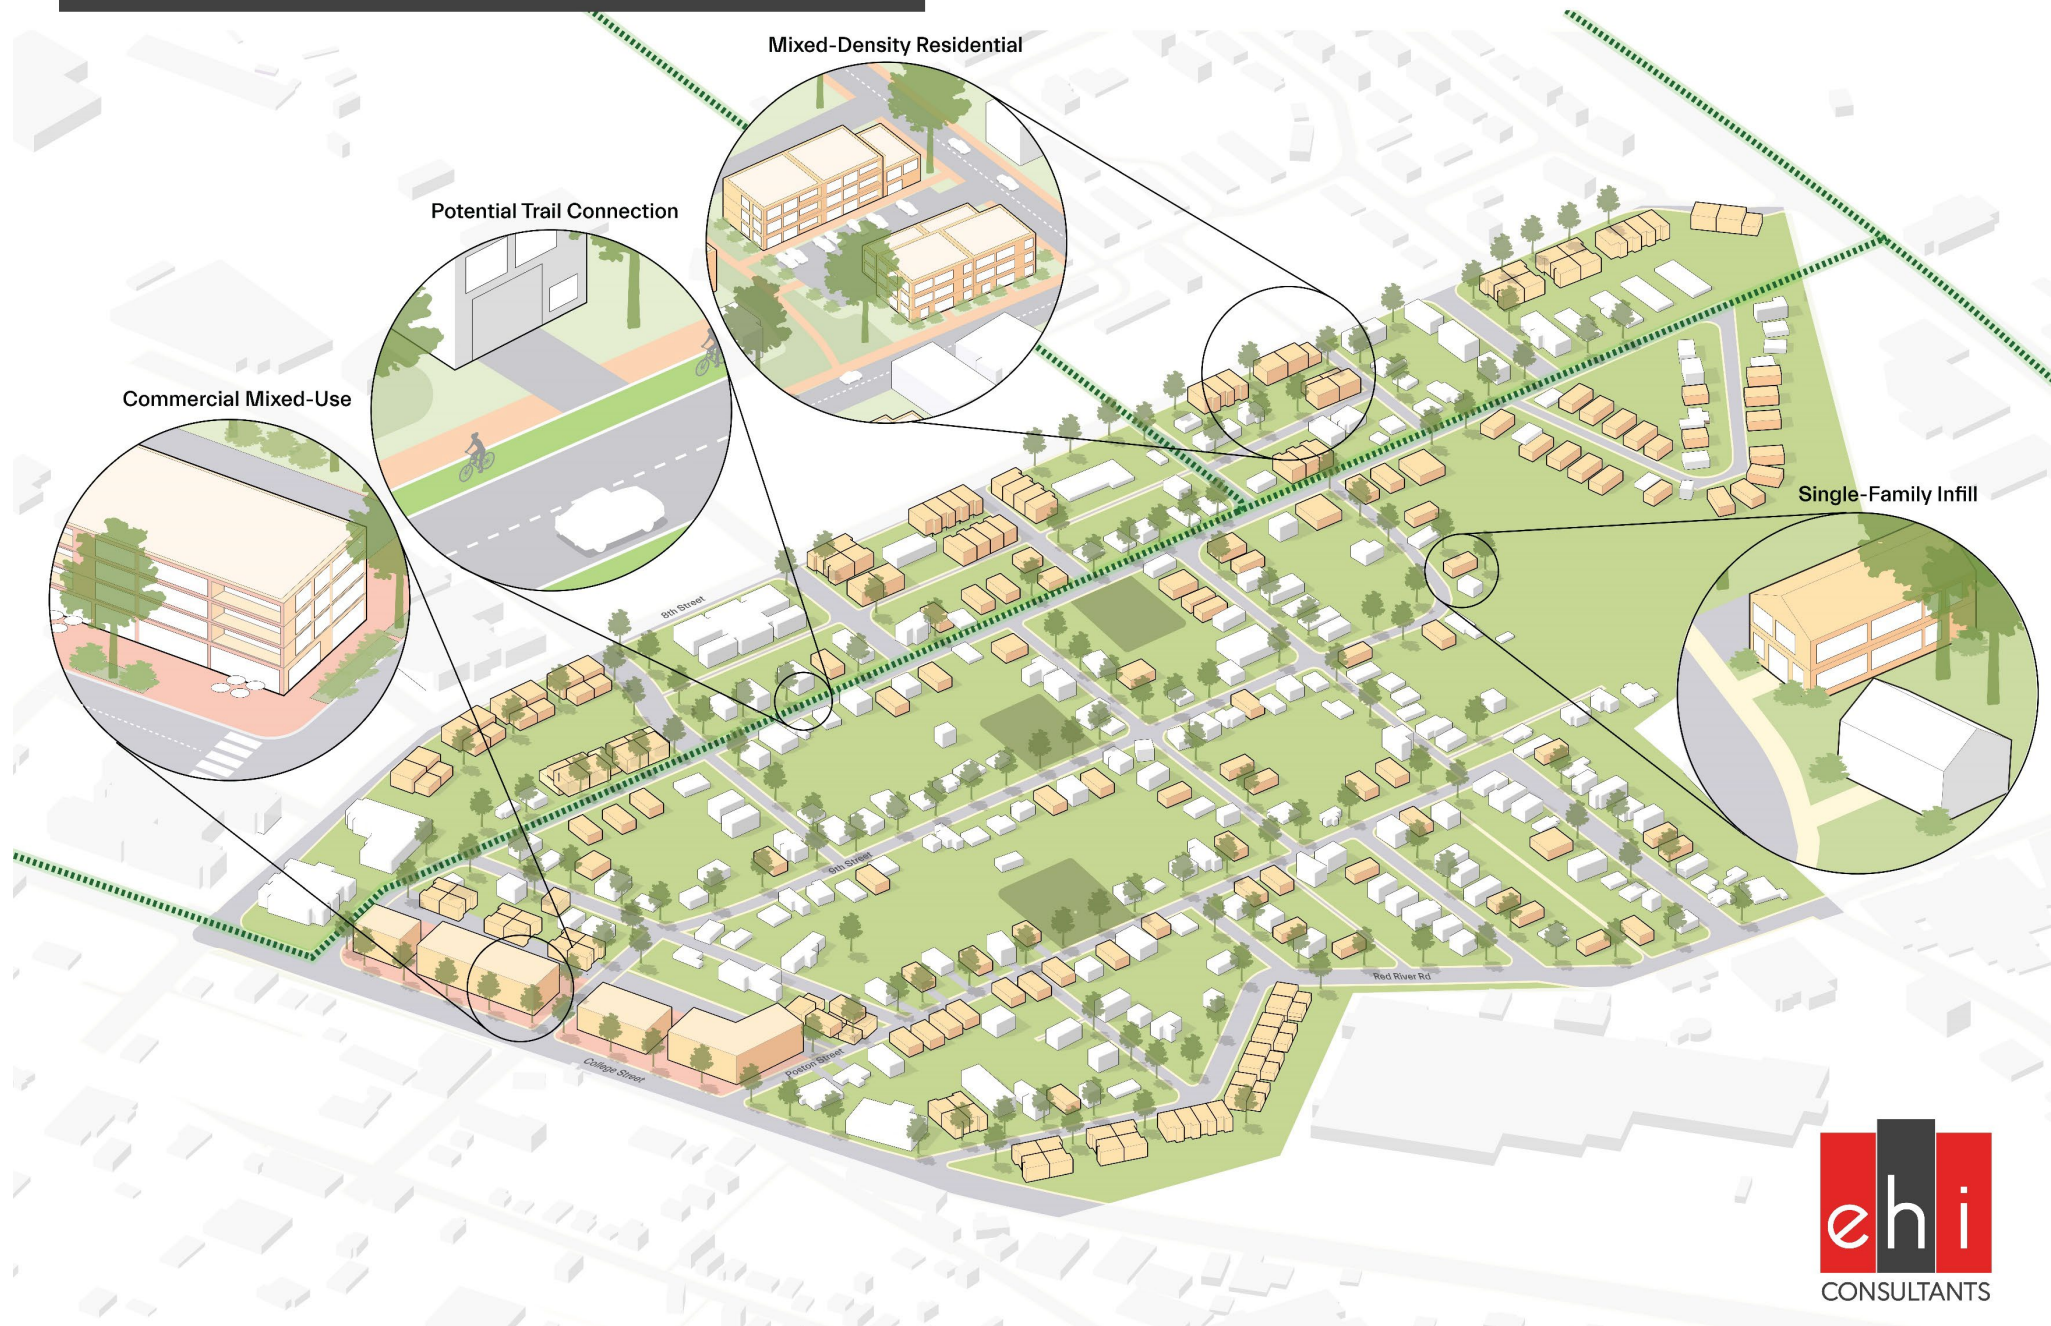 Mixed-Density Residential
Potential Trail Connection
Commercial Mixed-Use
Single-Family Infill
8th Street
9th Street
Red River Rd
Poston Street
College Street
ehi
CONSULTANTS